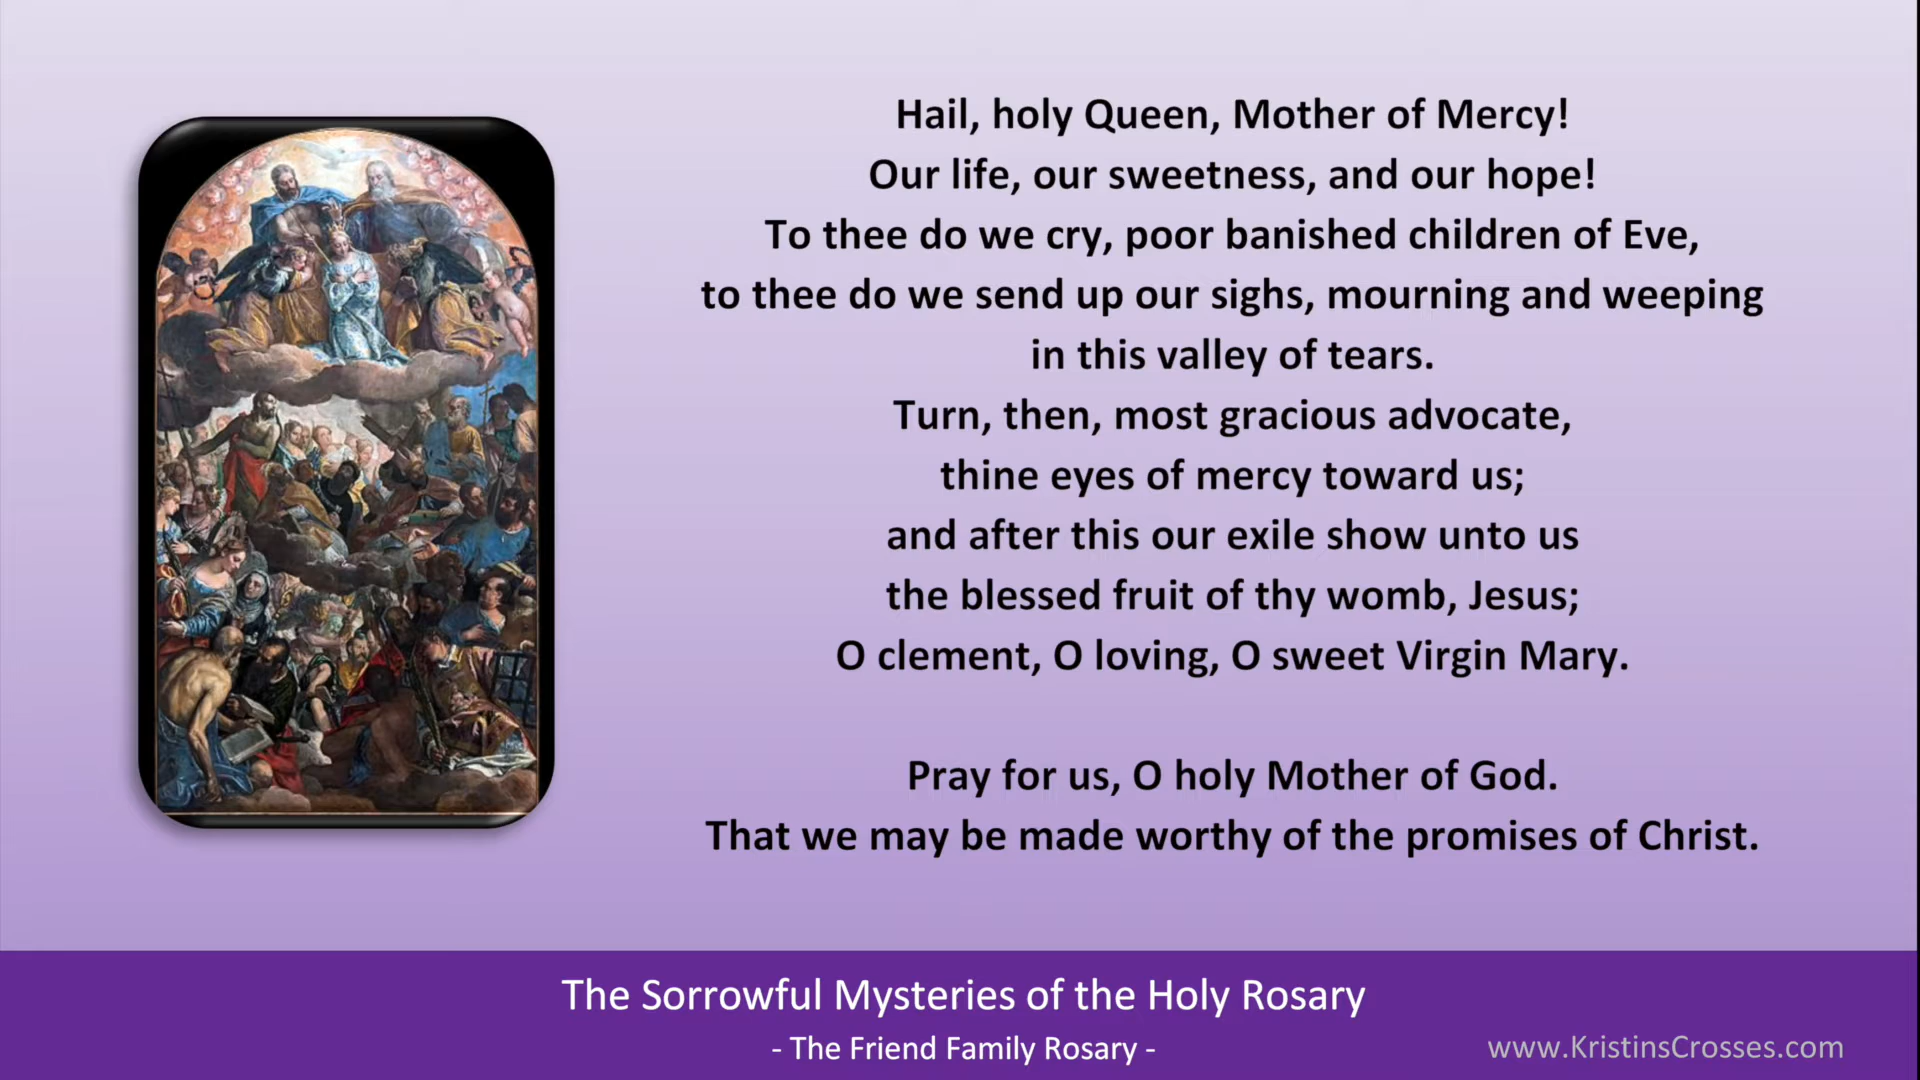 Hail, holy Queen, Mother of Mercy!
Our life, our sweetness, and our hope!
To thee do we cry, poor banished children of Eve,
to thee do we send up our sighs, mourning and weeping
in this valley of tears.
Turn, then, most gracious advocate,
thine eyes of mercy toward us;
and after this our exile show unto us
the blessed fruit of thy womb, Jesus;
O clement, O loving, O sweet Virgin Mary.
Pray for us, O holy Mother of God.
That we may be made worthy of the promises of Christ.
The Sorrowful Mysteries of the Holy Rosary
- The Friend Family Rosary -
www.KristinsCrosses.com